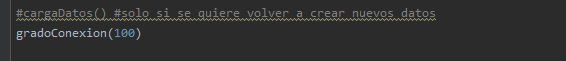 #cargaDatos() #solo si se quiere volver a crear nuevos datos
gradoConexion(100)